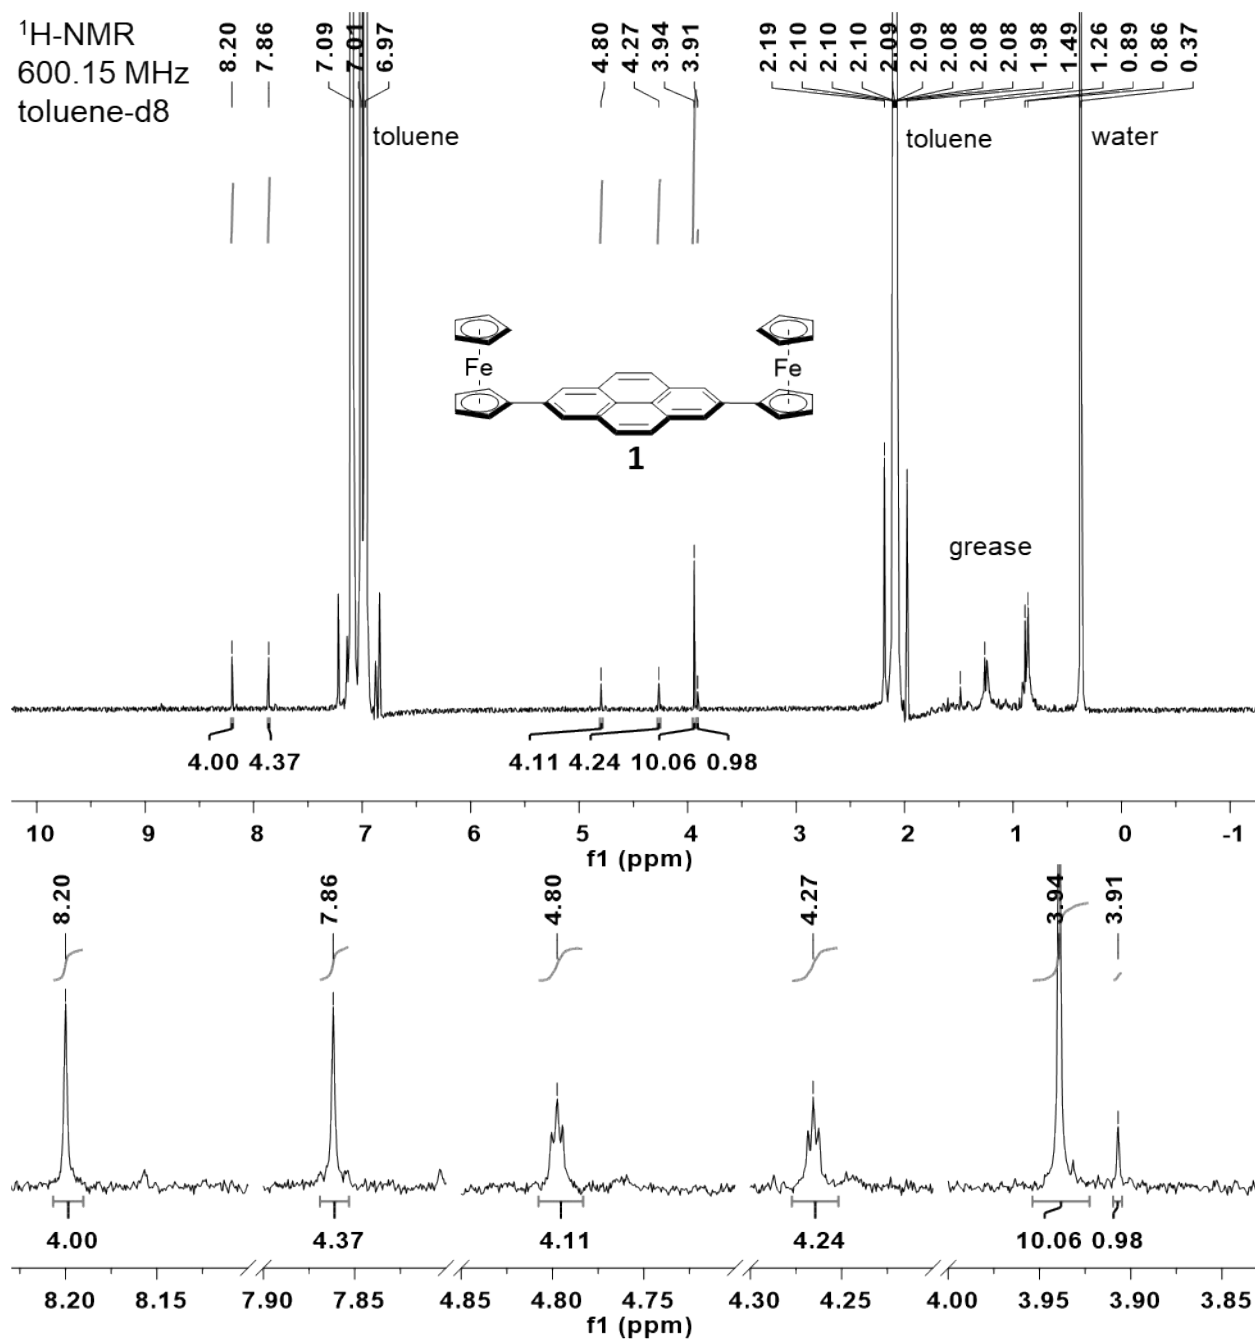 ¹H-NMR
600.15 MHz
toluene-d8
8.20
7.86
7.09
7.01
6.97
4.80
4.27
3.94
3.91
2.19
2.10
2.10
2.10
2.09
2.09
2.08
2.08
2.08
1.98
1.49
1.26
0.89
0.86
0.37
toluene
toluene
water
Fe
Fe
1
grease
4.00 4.37 4.11 4.24 10.06 0.98
10 9 8 7 6 5 4 3 2 1 0 -1
f1 (ppm)
8.20
7.86
4.80
4.27
3.94
3.91
4.00 4.37 4.11 4.24 10.06 0.98
8.20 8.15 7.90 7.85 4.85 4.80 4.75 4.30 4.25 4.00 3.95 3.90 3.85
f1 (ppm)